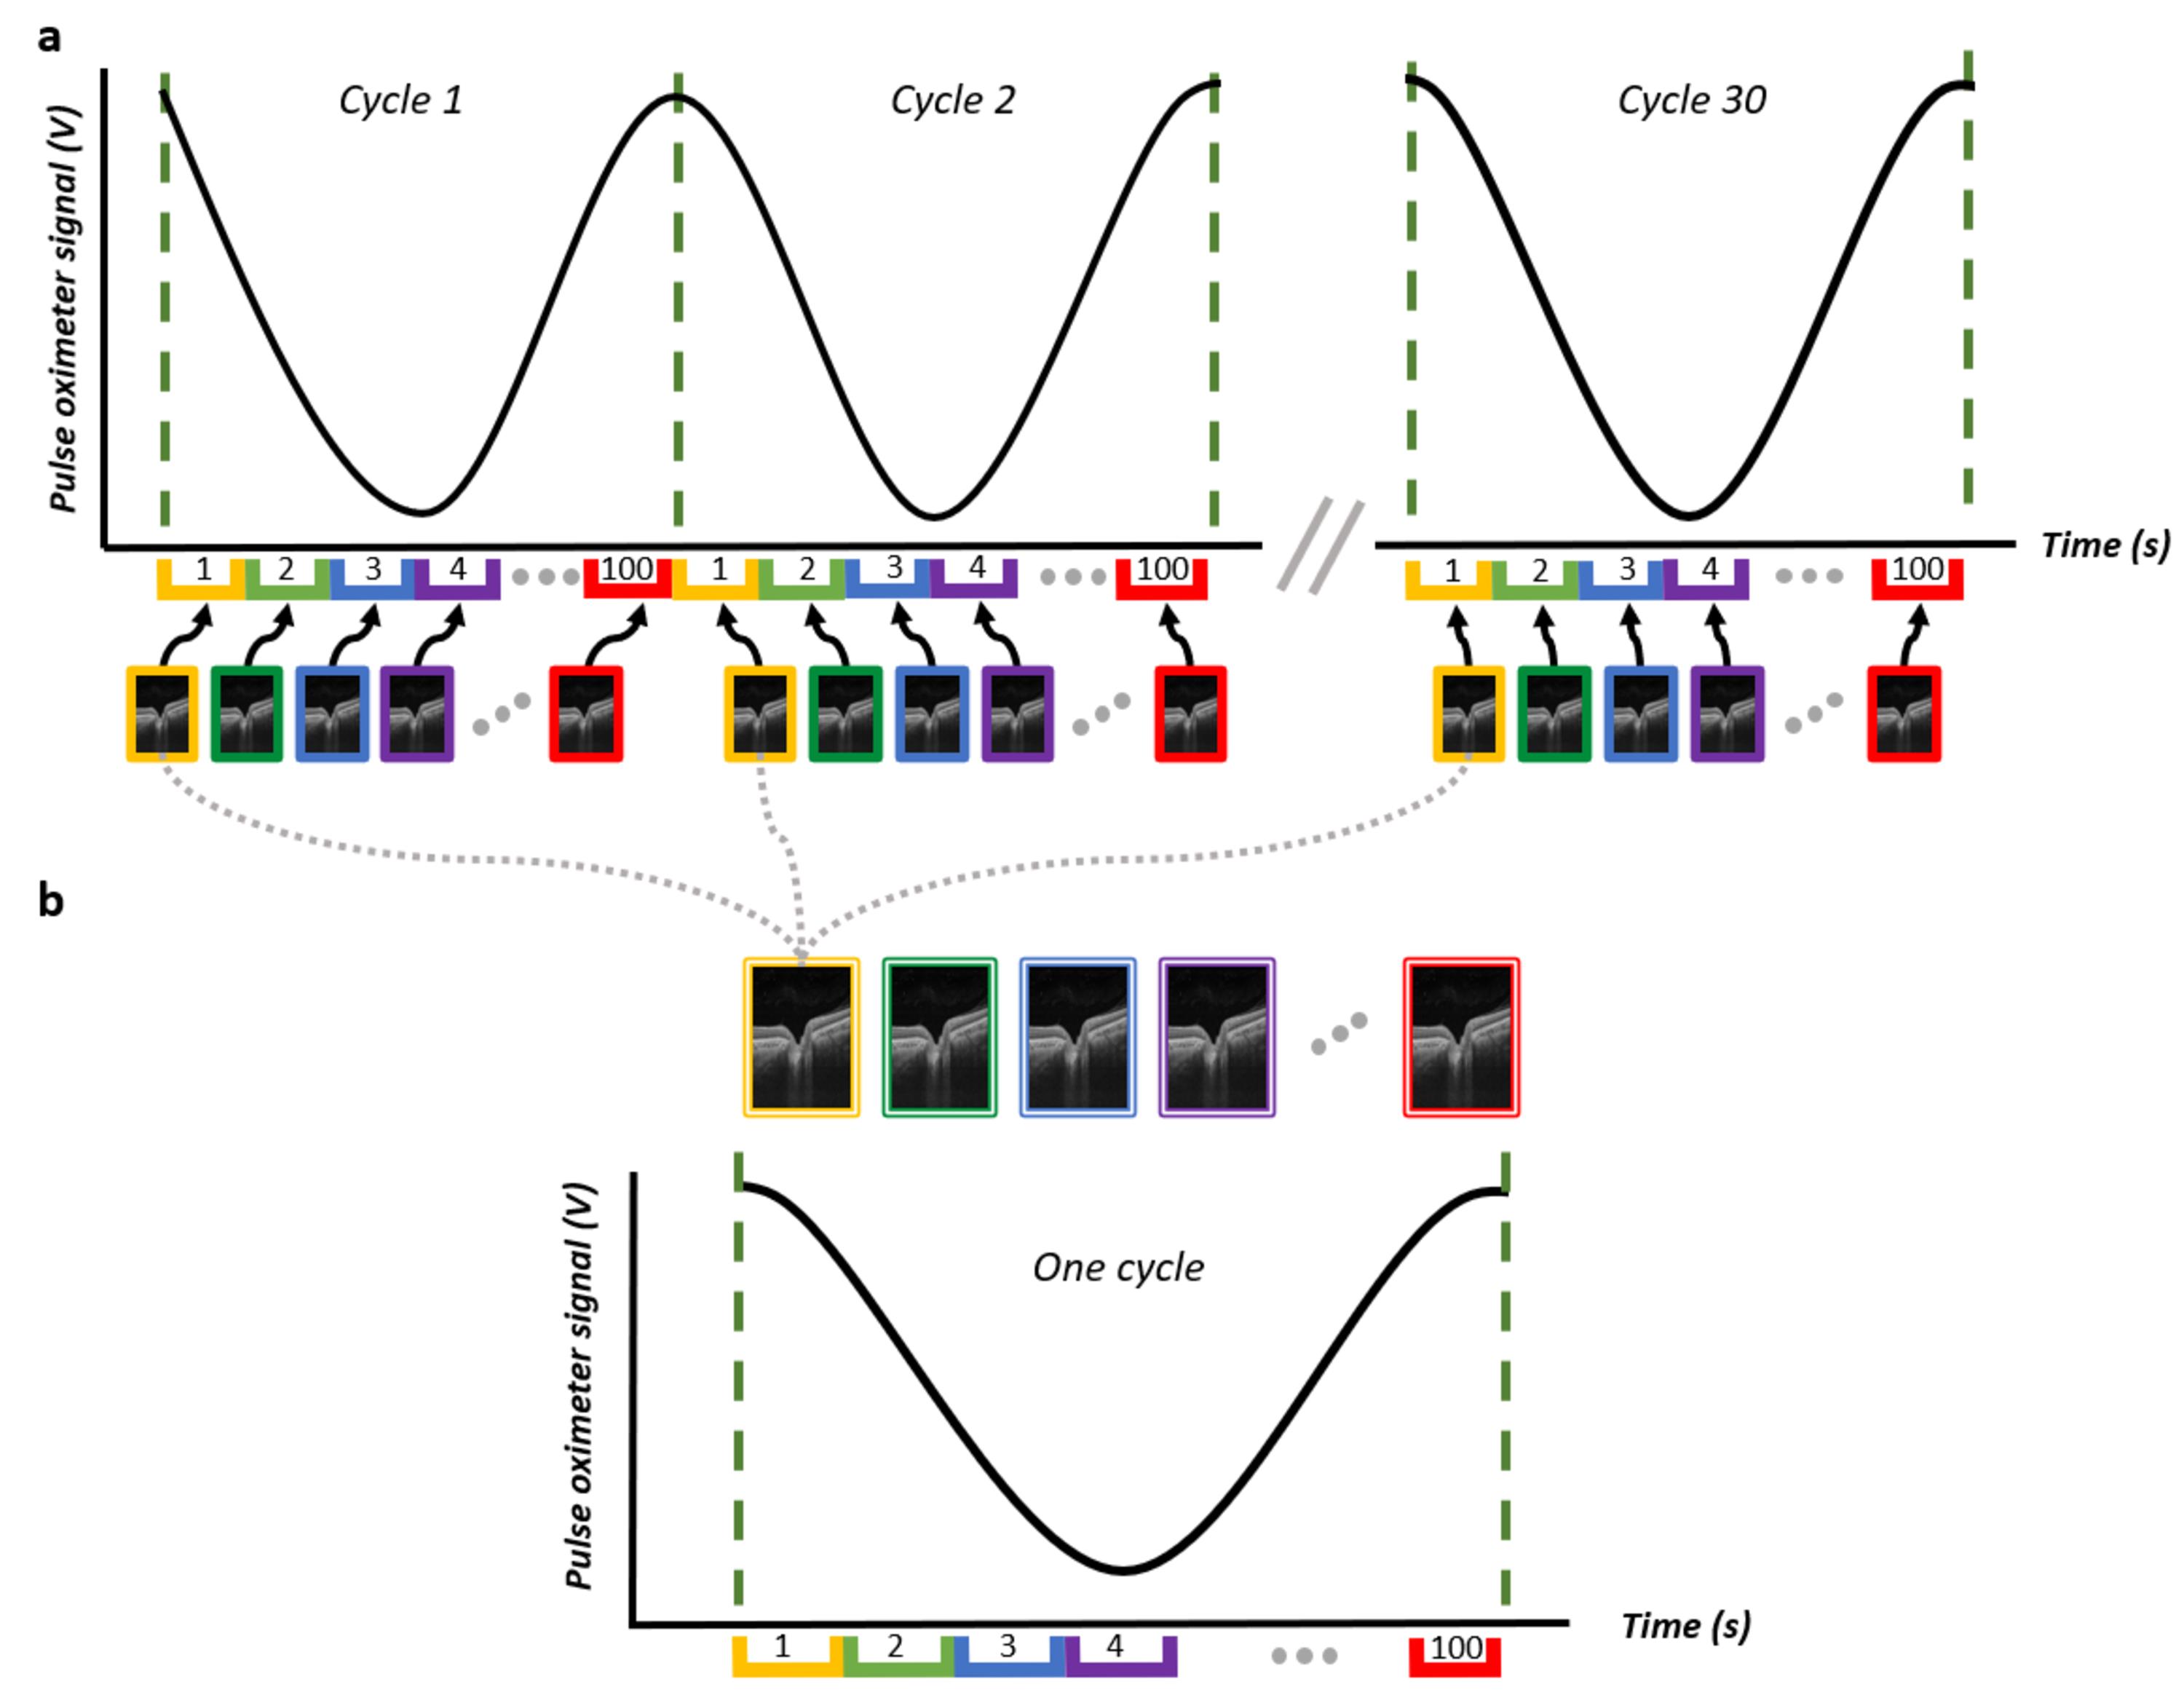 a
Cycle 1
Cycle 2
Cycle 30
Pulse oximeter signal (V)
Time (s)
1 2 3 4 100 1 2 3 4 100 1 2 3 4 100
b
One cycle
Pulse oximeter signal (V)
Time (s)
1 2 3 4 100